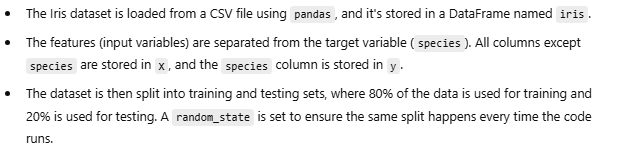 • The Iris dataset is loaded from a CSV file using pandas, and it's stored in a DataFrame named iris.
• The features (input variables) are separated from the target variable (species). All columns except
species are stored in x, and the species column is stored in y.
• The dataset is then split into training and testing sets, where 80% of the data is used for training and
20% is used for testing. A random_state is set to ensure the same split happens every time the code
runs.